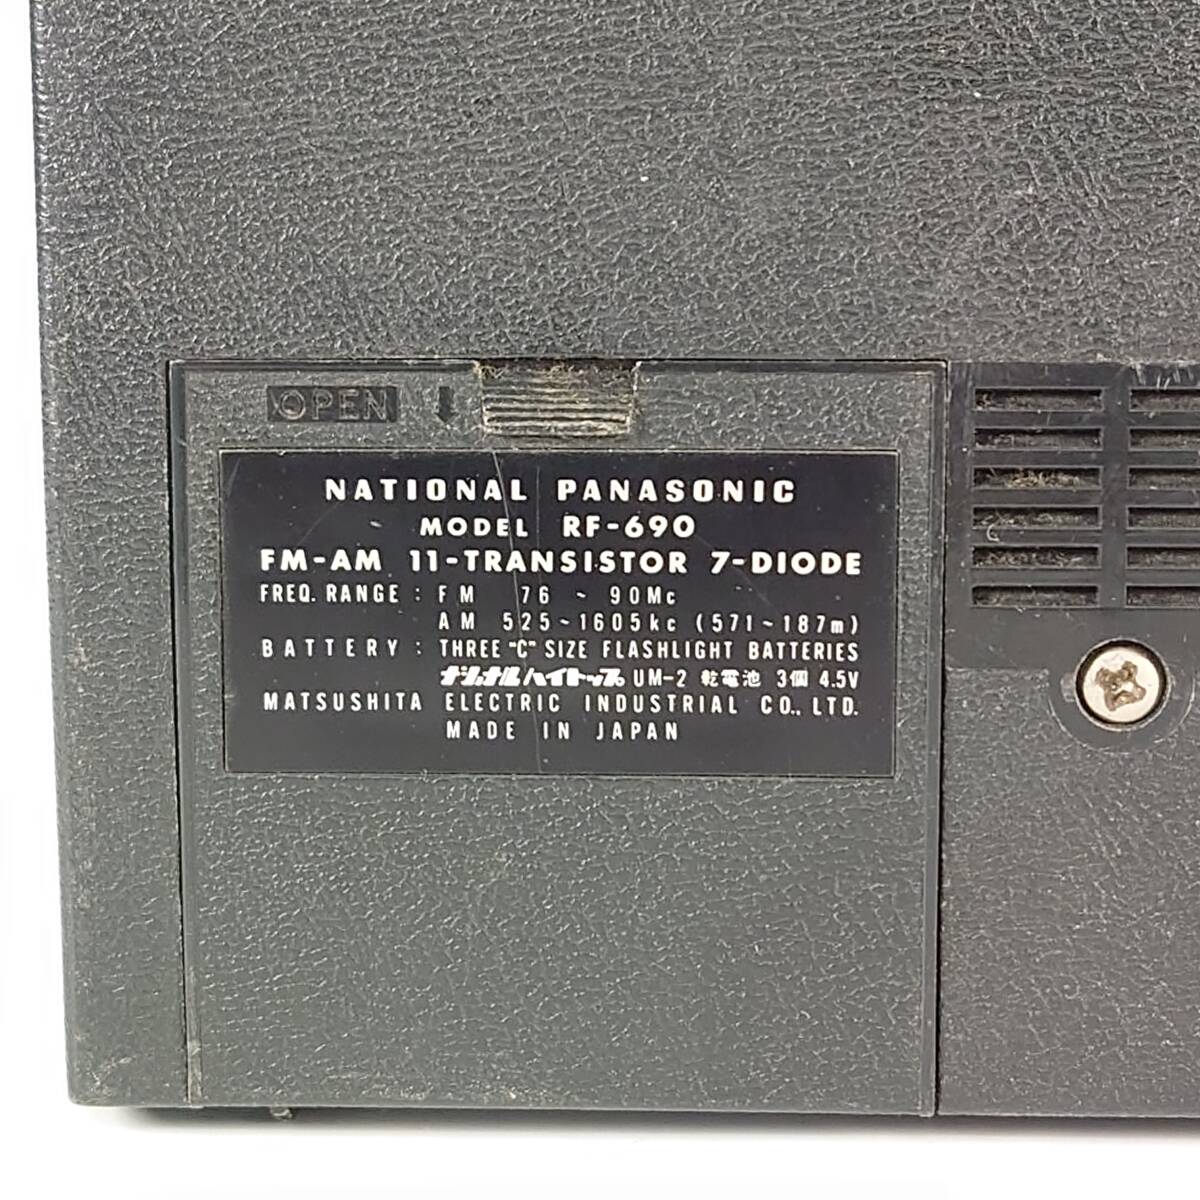 OPEN ↓
NATIONAL PANASONIC
MODEL RF-690
FM-AM 11-TRANSISTOR 7-DIODE
FREQ. RANGE : FM 76 ~ 90Mc
AM 525~1605kc (571~187m)
BATTERY : THREE "C" SIZE FLASHLIGHT BATTERIES
ナショナルハイトップ UM-2 乾電池 3個 4.5V
MATSUSHITA ELECTRIC INDUSTRIAL CO., LTD.
MADE IN JAPAN